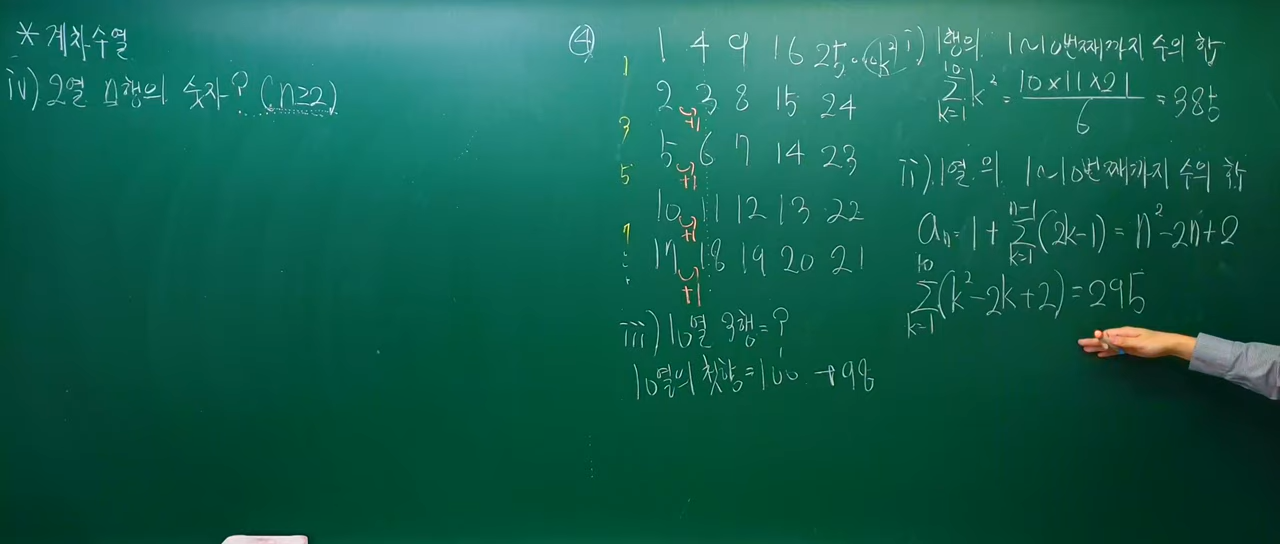 * 계차수열
iv) 2열 n행의 숫자? (n≥2)
④ 1 4 9 16 25 ... k²
1
2 3 8 15 24
+1
3
5 6 7 14 23
+1
5
10 11 12 13 22
+1
7
17 18 19 20 21
+1
iii) 10열 3행=?
10열의 첫항=100 → 98
i) 1행의 1~10번째까지 수의 합
10 Σ k=1 k² = 10×11×21 / 6 = 385
ii) 1열의 1~10번째까지 수의 합
aₙ = 1 + n-1 Σ k=1 (2k-1) = n²-2n+2
10 Σ k=1 (k²-2k+2) = 295